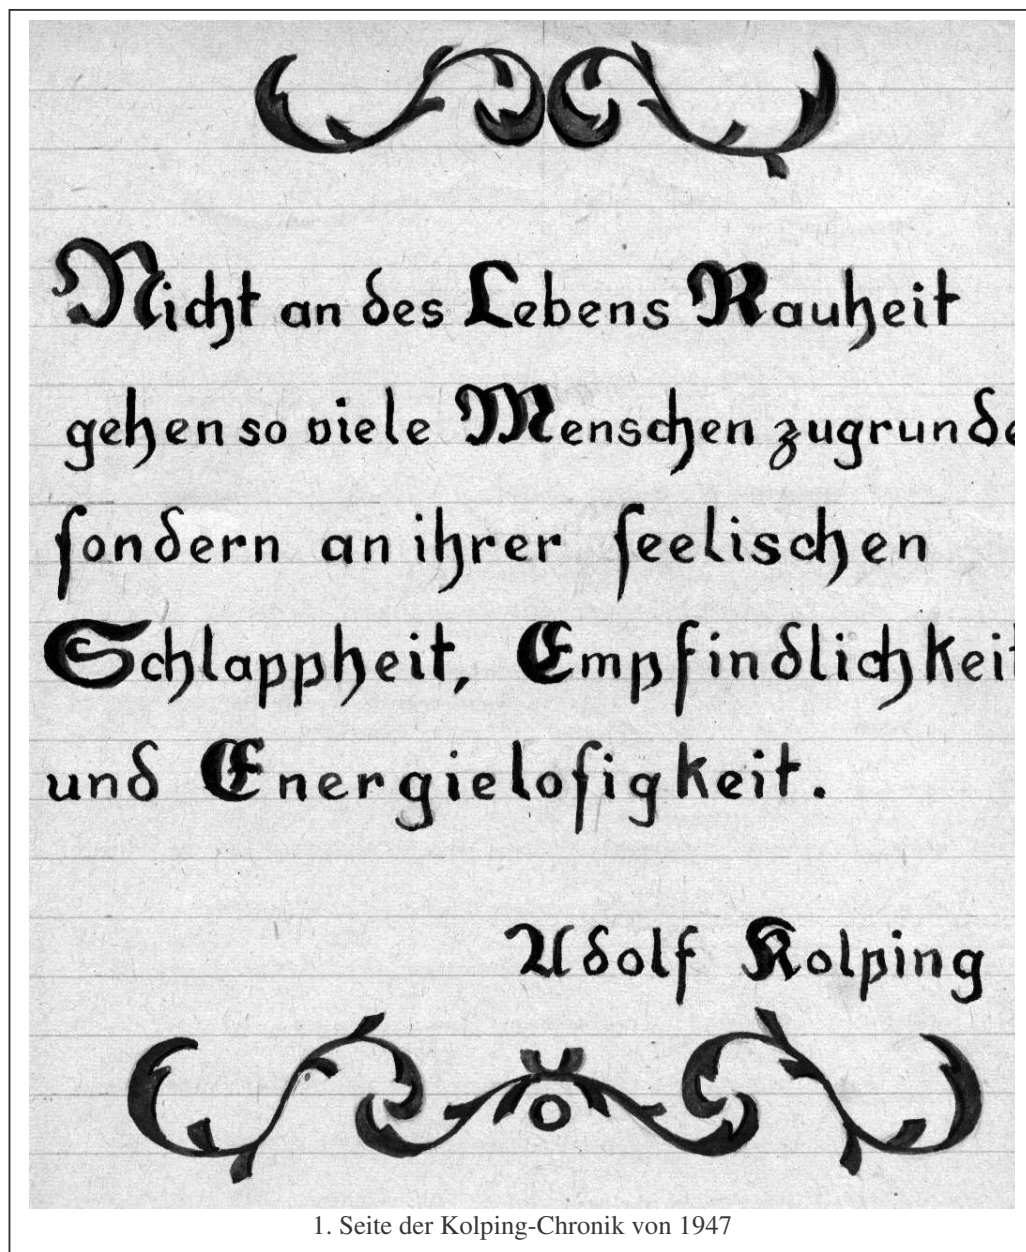 Nicht an des Lebens Rauheit
gehen so viele Menschen zugrunde
ſondern an ihrer ſeelischen
Schlappheit, Empfindlichkeit
und Energieloſigkeit.
Adolf Kolping
1. Seite der Kolping-Chronik von 1947